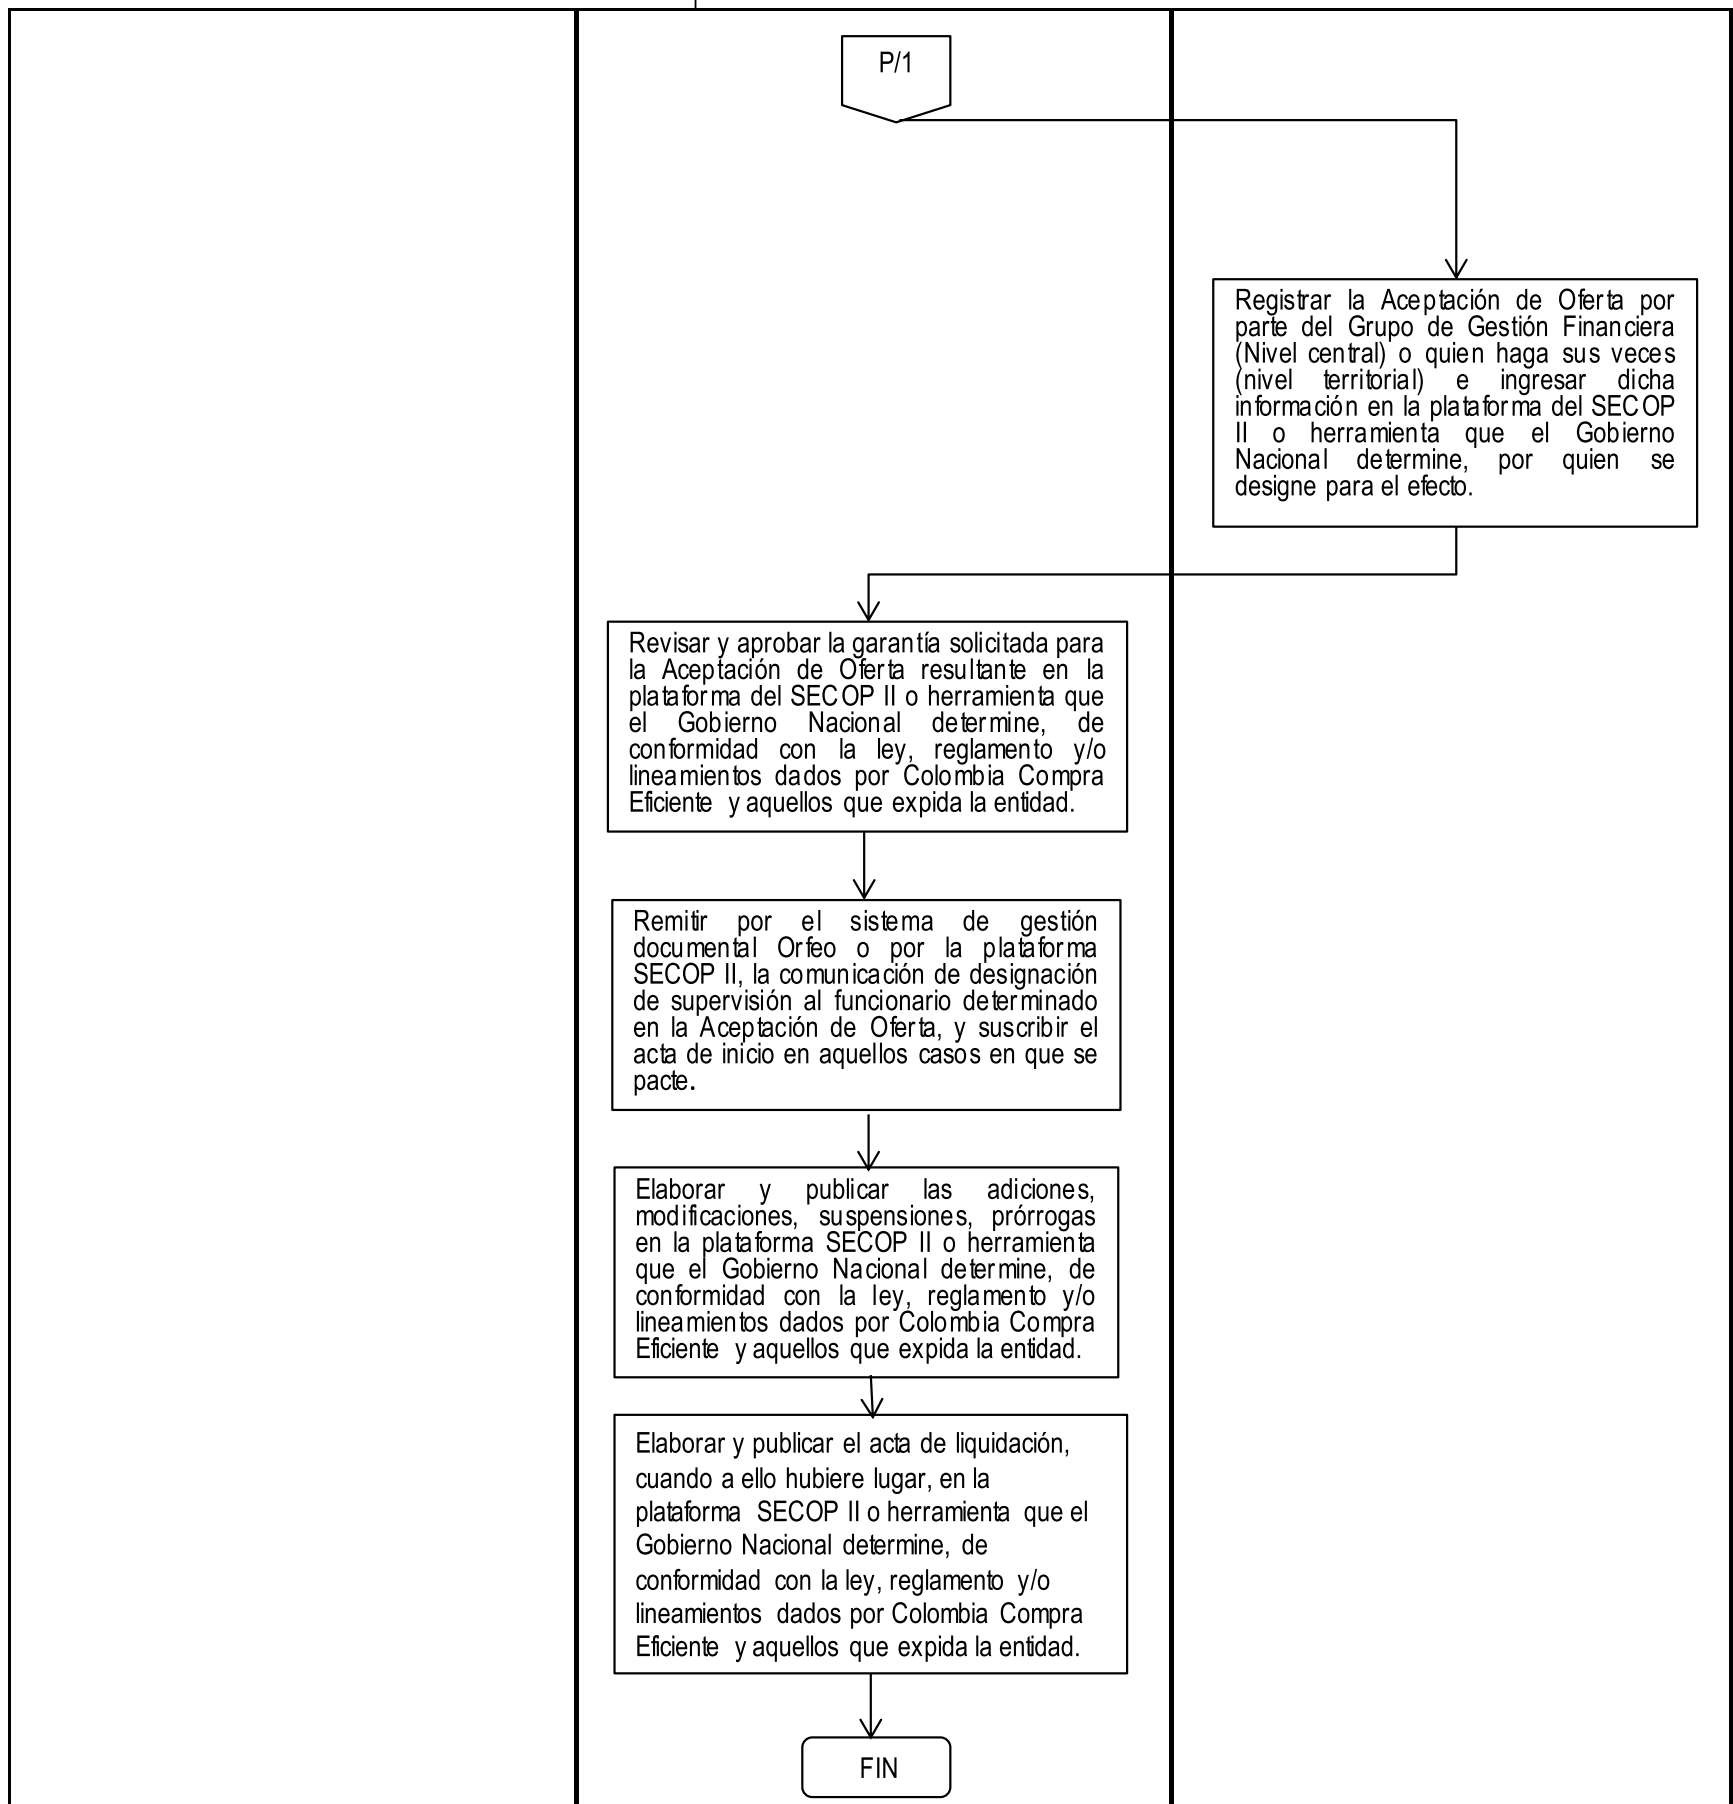 P/1
Registrar la Aceptación de Oferta por
parte del Grupo de Gestión Financiera
(Nivel central) o quien haga sus veces
(nivel territorial) e ingresar dicha
información en la plataforma del SECOP
II o herramienta que el Gobierno
Nacional determine, por quien se
designe para el efecto.
Revisar y aprobar la garantía solicitada para
la Aceptación de Oferta resultante en la
plataforma del SECOP II o herramienta que
el Gobierno Nacional determine, de
conformidad con la ley, reglamento y/o
lineamientos dados por Colombia Compra
Eficiente y aquellos que expida la entidad.
Remitir por el sistema de gestión
documental Orfeo o por la plataforma
SECOP II, la comunicación de designación
de supervisión al funcionario determinado
en la Aceptación de Oferta, y suscribir el
acta de inicio en aquellos casos en que se
pacte.
Elaborar y publicar las adiciones,
modificaciones, suspensiones, prórrogas
en la plataforma SECOP II o herramienta
que el Gobierno Nacional determine, de
conformidad con la ley, reglamento y/o
lineamientos dados por Colombia Compra
Eficiente y aquellos que expida la entidad.
Elaborar y publicar el acta de liquidación,
cuando a ello hubiere lugar, en la
plataforma SECOP II o herramienta que el
Gobierno Nacional determine, de
conformidad con la ley, reglamento y/o
lineamientos dados por Colombia Compra
Eficiente y aquellos que expida la entidad.
FIN